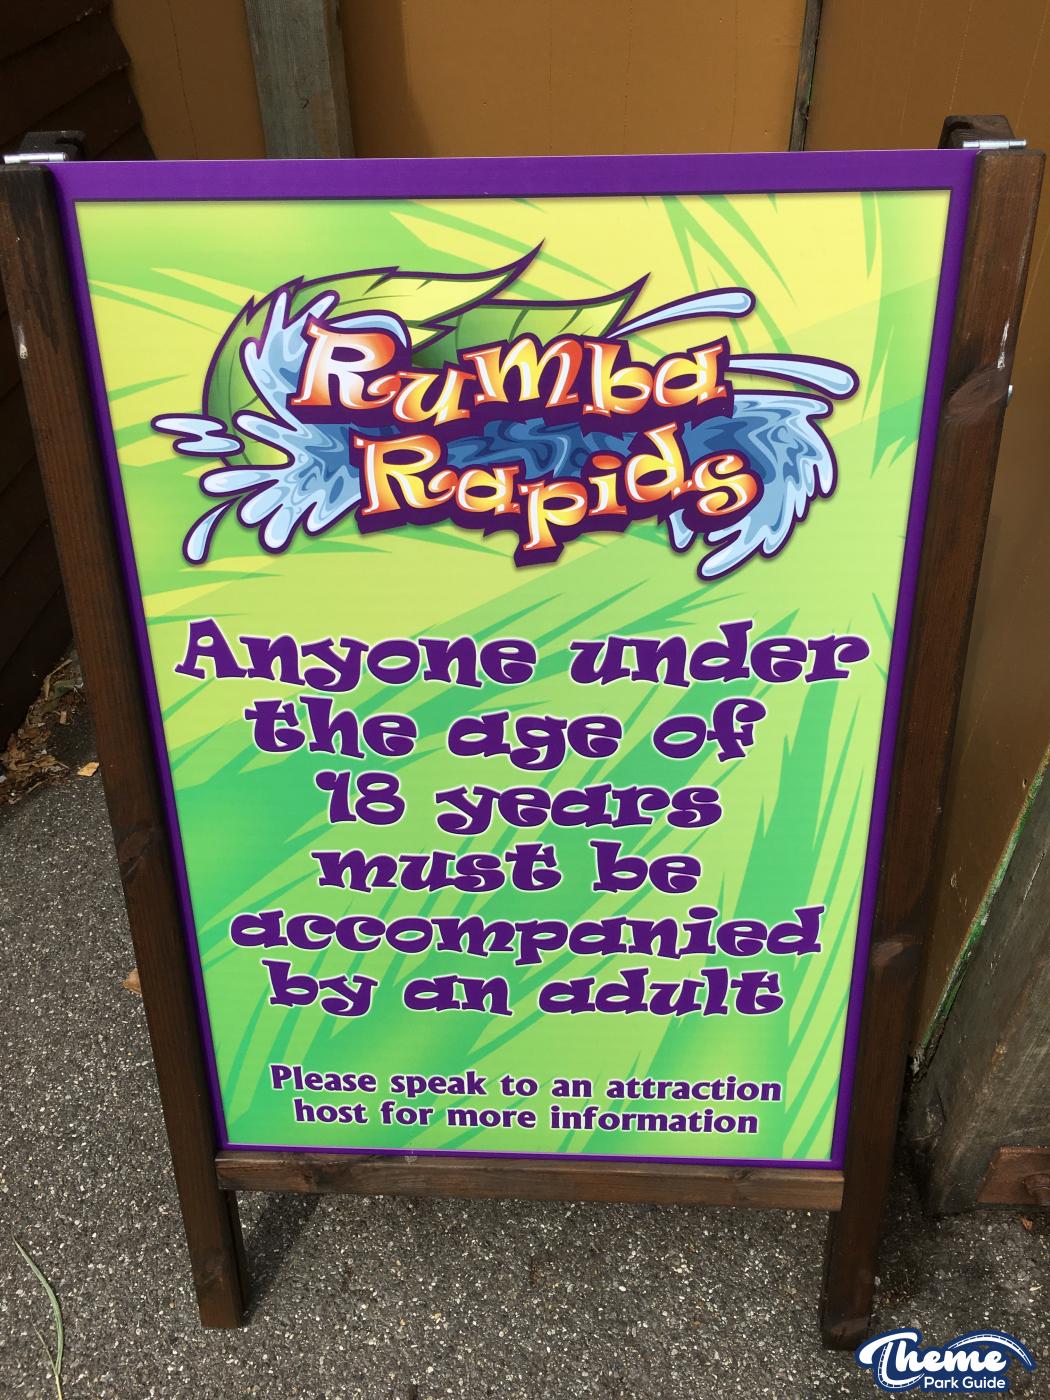 Rumba
Rapids
Anyone under
the age of
18 years
must be
accompanied
by an adult
Please speak to an attraction
host for more information
Theme
Park Guide